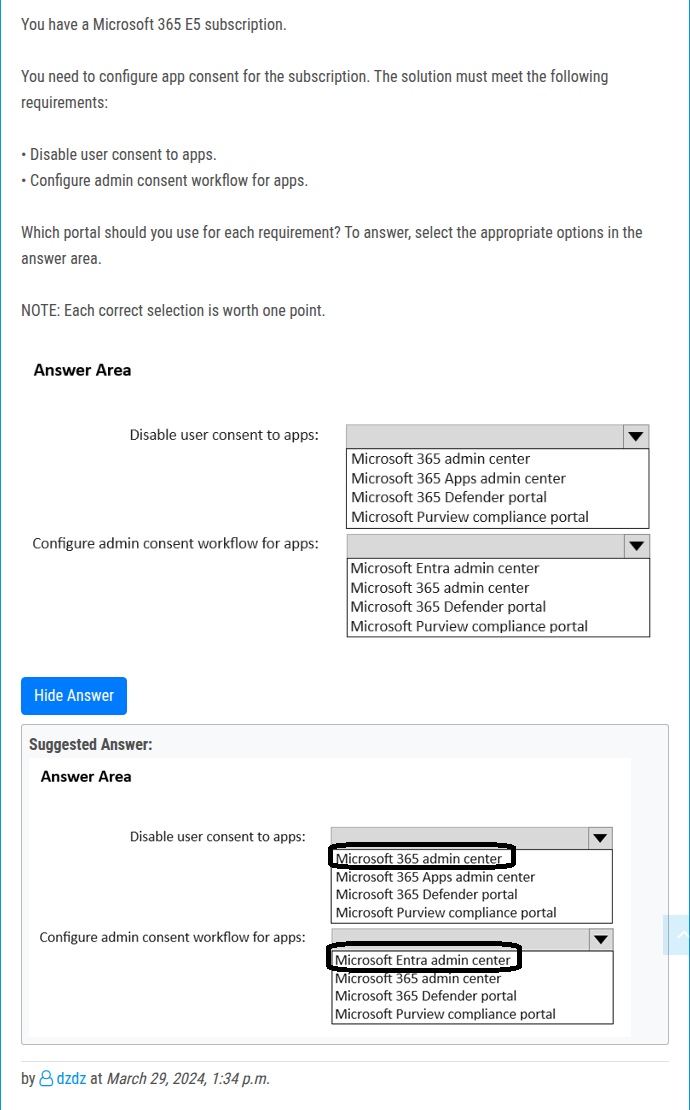 You have a Microsoft 365 E5 subscription.
You need to configure app consent for the subscription. The solution must meet the following
requirements:
• Disable user consent to apps.
• Configure admin consent workflow for apps.
Which portal should you use for each requirement? To answer, select the appropriate options in the
answer area.
NOTE: Each correct selection is worth one point.
Answer Area
Disable user consent to apps:
Microsoft 365 admin center
Microsoft 365 Apps admin center
Microsoft 365 Defender portal
Microsoft Purview compliance portal
Configure admin consent workflow for apps:
Microsoft Entra admin center
Microsoft 365 admin center
Microsoft 365 Defender portal
Microsoft Purview compliance portal
Hide Answer
Suggested Answer:
Answer Area
Disable user consent to apps:
Microsoft 365 admin center
Microsoft 365 Apps admin center
Microsoft 365 Defender portal
Microsoft Purview compliance portal
Configure admin consent workflow for apps:
Microsoft Entra admin center
Microsoft 365 admin center
Microsoft 365 Defender portal
Microsoft Purview compliance portal
by dzdz at March 29, 2024, 1:34 p.m.